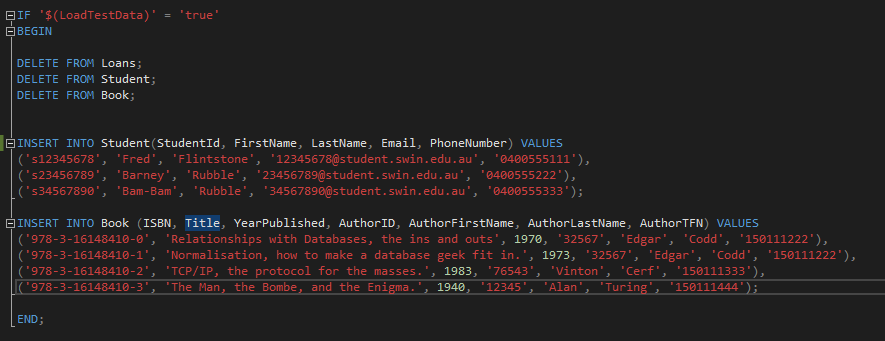 IF '$(LoadTestData)' = 'true'
BEGIN
DELETE FROM Loans;
DELETE FROM Student;
DELETE FROM Book;
INSERT INTO Student(StudentId, FirstName, LastName, Email, PhoneNumber) VALUES
('s12345678', 'Fred', 'Flintstone', '12345678@student.swin.edu.au', '0400555111'),
('s23456789', 'Barney', 'Rubble', '23456789@student.swin.edu.au', '0400555222'),
('s34567890', 'Bam-Bam', 'Rubble', '34567890@student.swin.edu.au', '0400555333');
INSERT INTO Book (ISBN, Title, YearPublished, AuthorID, AuthorFirstName, AuthorLastName, AuthorTFN) VALUES
('978-3-16148410-0', 'Relationships with Databases, the ins and outs', 1970, '32567', 'Edgar', 'Codd', '150111222'),
('978-3-16148410-1', 'Normalisation, how to make a database geek fit in.', 1973, '32567', 'Edgar', 'Codd', '150111222'),
('978-3-16148410-2', 'TCP/IP, the protocol for the masses.', 1983, '76543', 'Vinton', 'Cerf', '150111333'),
('978-3-16148410-3', 'The Man, the Bombe, and the Enigma.', 1940, '12345', 'Alan', 'Turing', '150111444');
END;